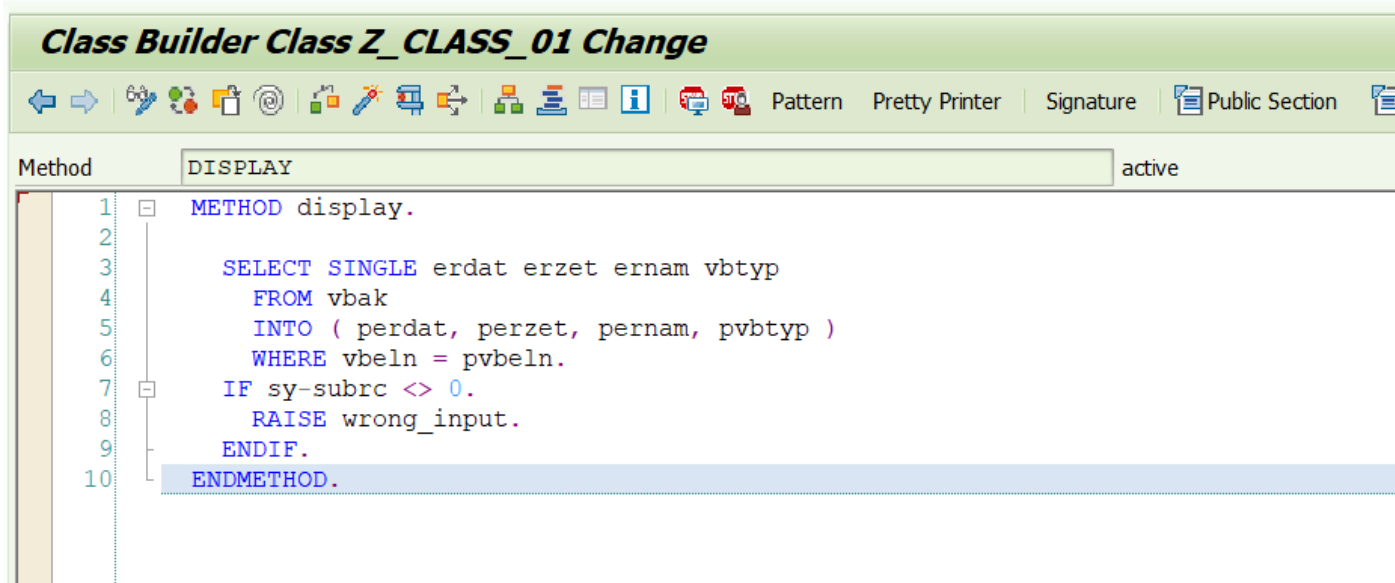 Class Builder Class Z_CLASS_01 Change
Pattern Pretty Printer Signature Public Section
Method DISPLAY active
1 METHOD display.
2
3 SELECT SINGLE erdat erzet ernam vbtyp
4 FROM vbak
5 INTO ( perdat, perzet, pernam, pvbtyp )
6 WHERE vbeln = pvbeln.
7 IF sy-subrc <> 0.
8 RAISE wrong_input.
9 ENDIF.
10 ENDMETHOD.